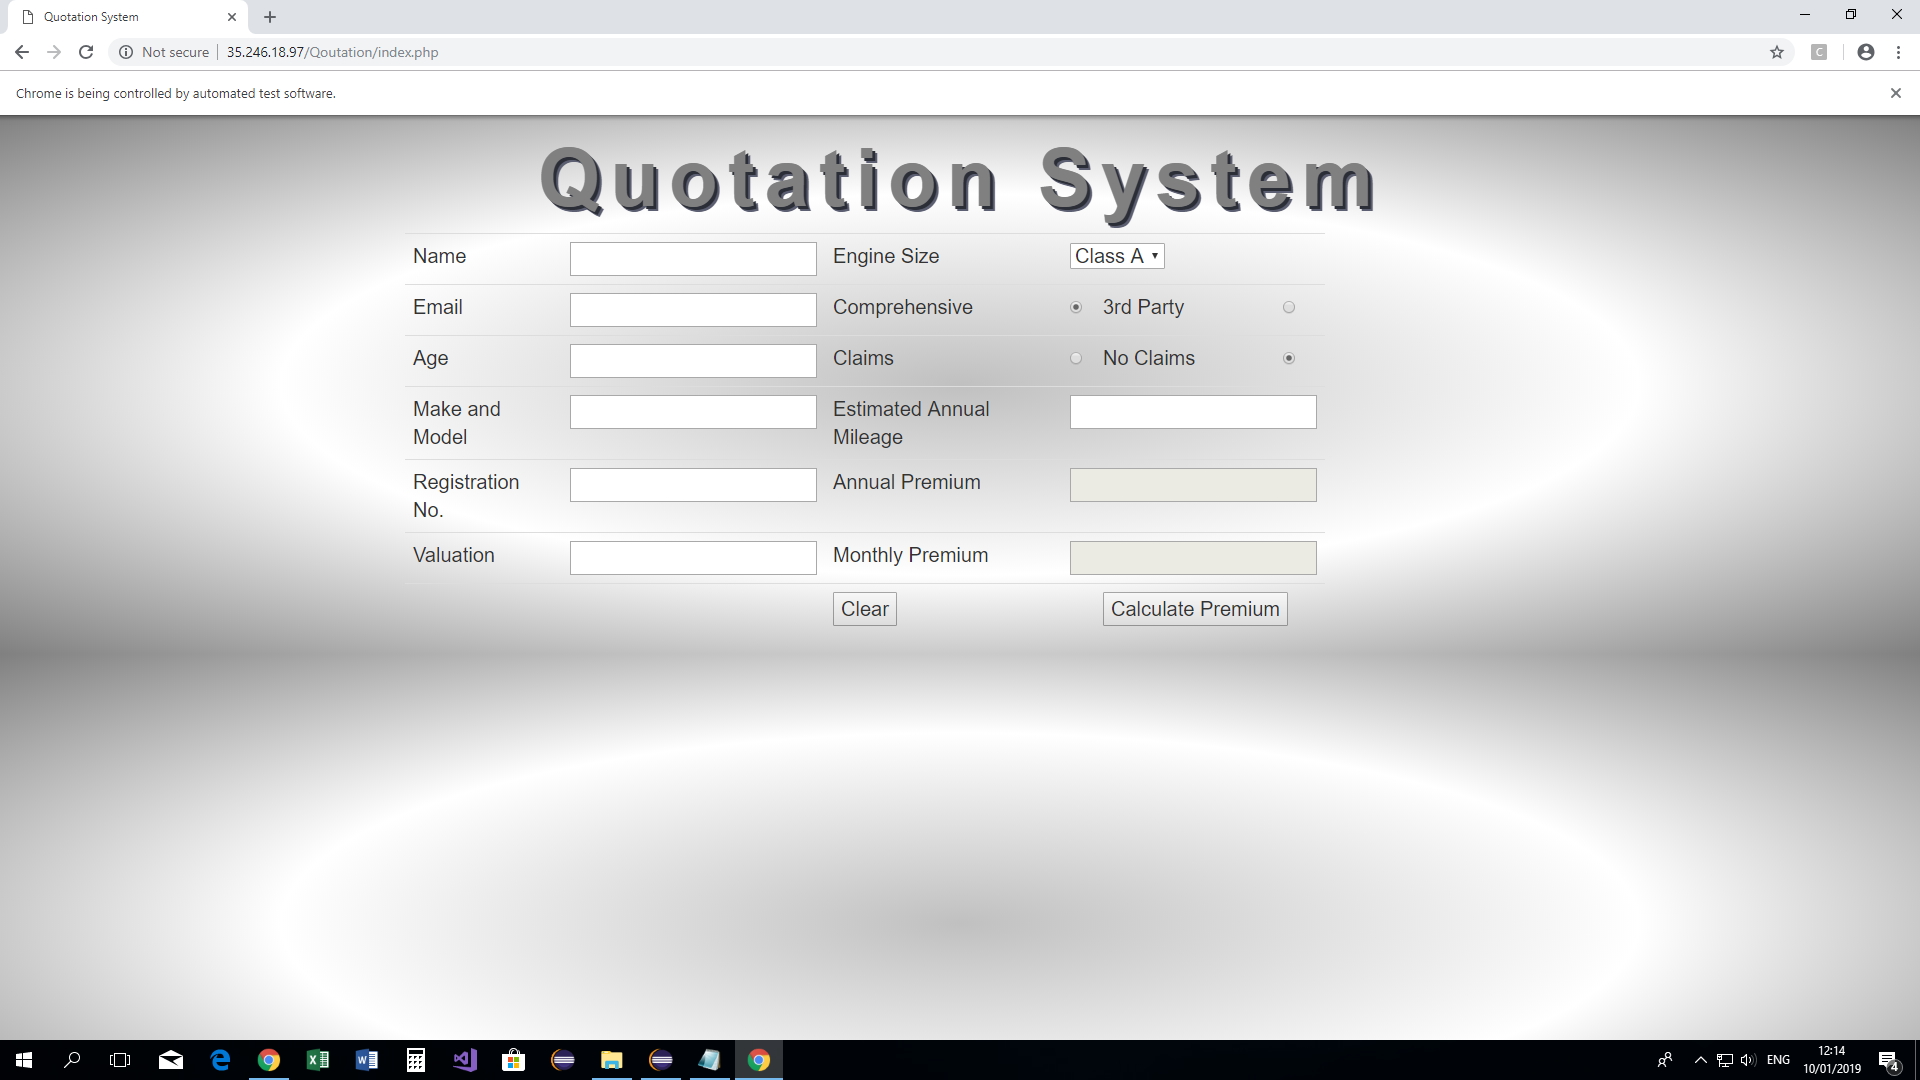 Quotation System
Not secure 35.246.18.97/Qoutation/index.php
C
Chrome is being controlled by automated test software.
Quotation System
Name Engine Size Class A
Email Comprehensive 3rd Party
Age Claims No Claims
Make and Model Estimated Annual Mileage
Registration No. Annual Premium
Valuation Monthly Premium
Clear Calculate Premium
ENG
12:14
10/01/2019
4